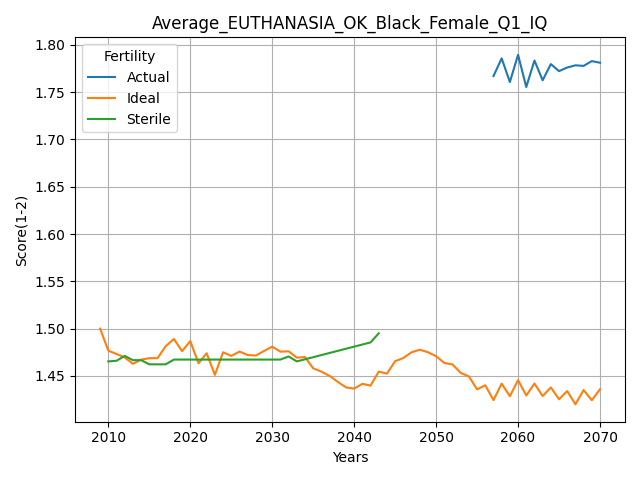 Average_EUTHANASIA_OK_Black_Female_Q1_IQ
Fertility
Actual
Ideal
Sterile
Score(1-2)
1.80
1.75
1.70
1.65
1.60
1.55
1.50
1.45
2010
2020
2030
2040
2050
2060
2070
Years